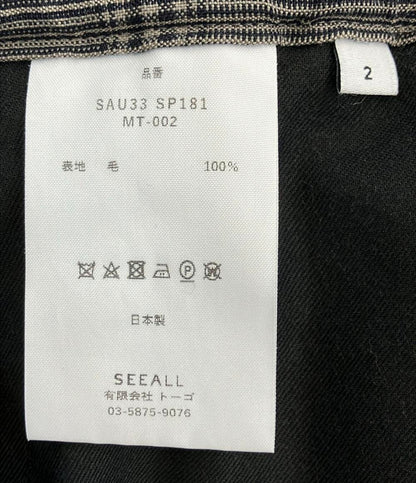 品番
SAU33 SP181
MT-002
表地 毛 100%
P
W
日本製
SEEALL
有限会社 トーゴ
03-5875-9076
2